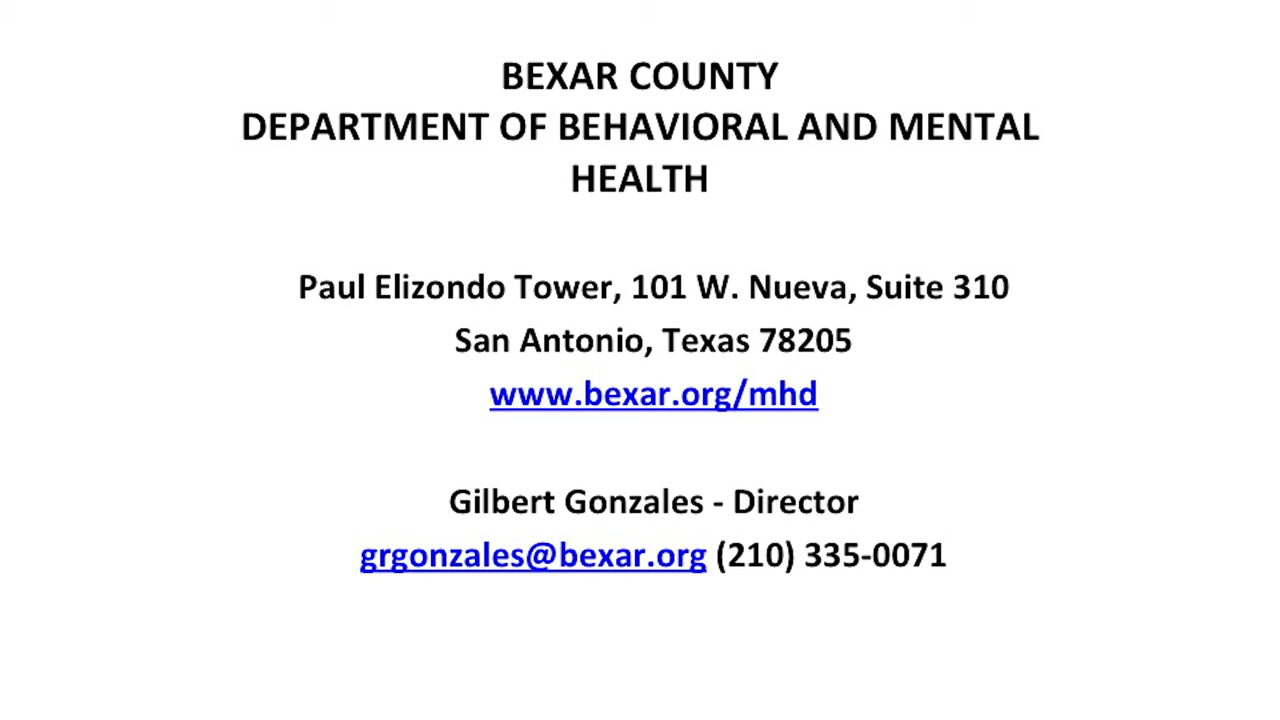 BEXAR COUNTY
DEPARTMENT OF BEHAVIORAL AND MENTAL
HEALTH
Paul Elizondo Tower, 101 W. Nueva, Suite 310
San Antonio, Texas 78205
www.bexar.org/mhd
Gilbert Gonzales - Director
grgonzales@bexar.org (210) 335-0071